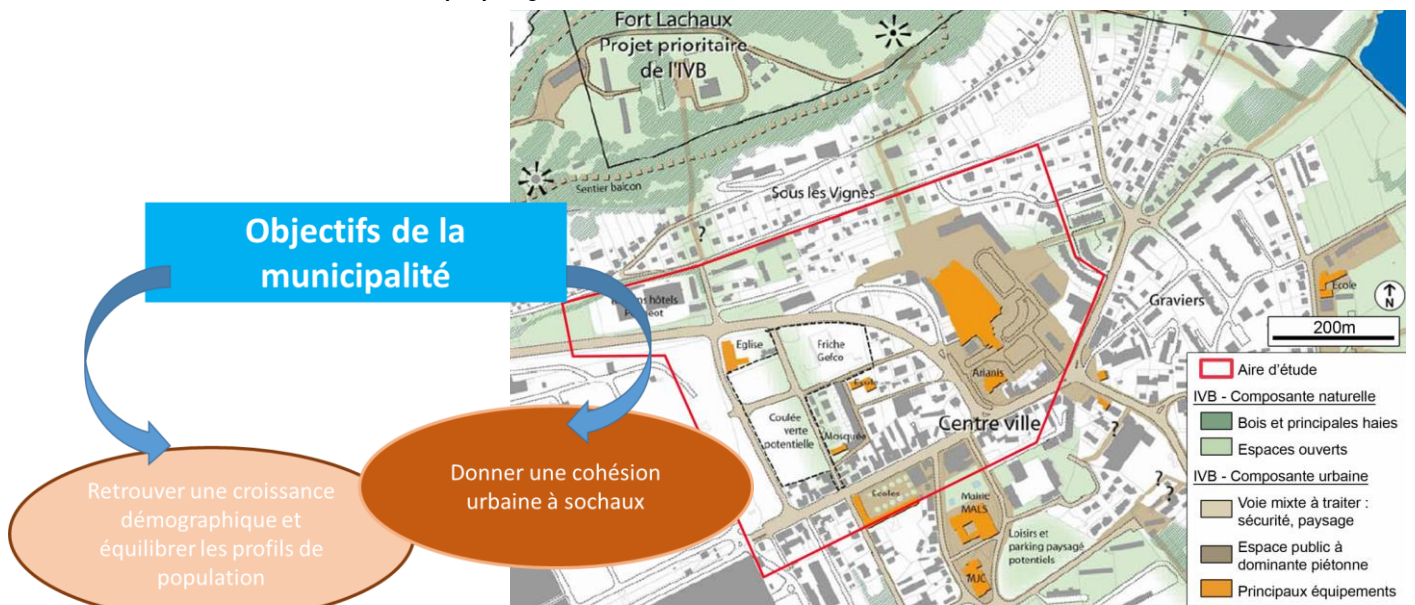 Objectifs de la
municipalité
Retrouver une croissance
démographique et
équilibrer les profils de
population
Donner une cohésion
urbaine à sochaux
Fort Lachaux
Projet prioritaire
de l'IVB
Sentier balcon
Sous les Vignes
?
?
hôtels
Eglise
Friche
Gefco
Ecole
Coulée
verte
potentielle
Mosquée
Arianis
Centre ville
Graviers
Ecole
Ecoles
Mairie
MALS
MJC
Loisirs et
parking paysagé
potentiels
?
? ?
?
N
200m
Aire d'étude
IVB - Composante naturelle
Bois et principales haies
Espaces ouverts
IVB - Composante urbaine
Voie mixte à traiter :
sécurité, paysage
Espace public à
dominante piétonne
Principaux équipements